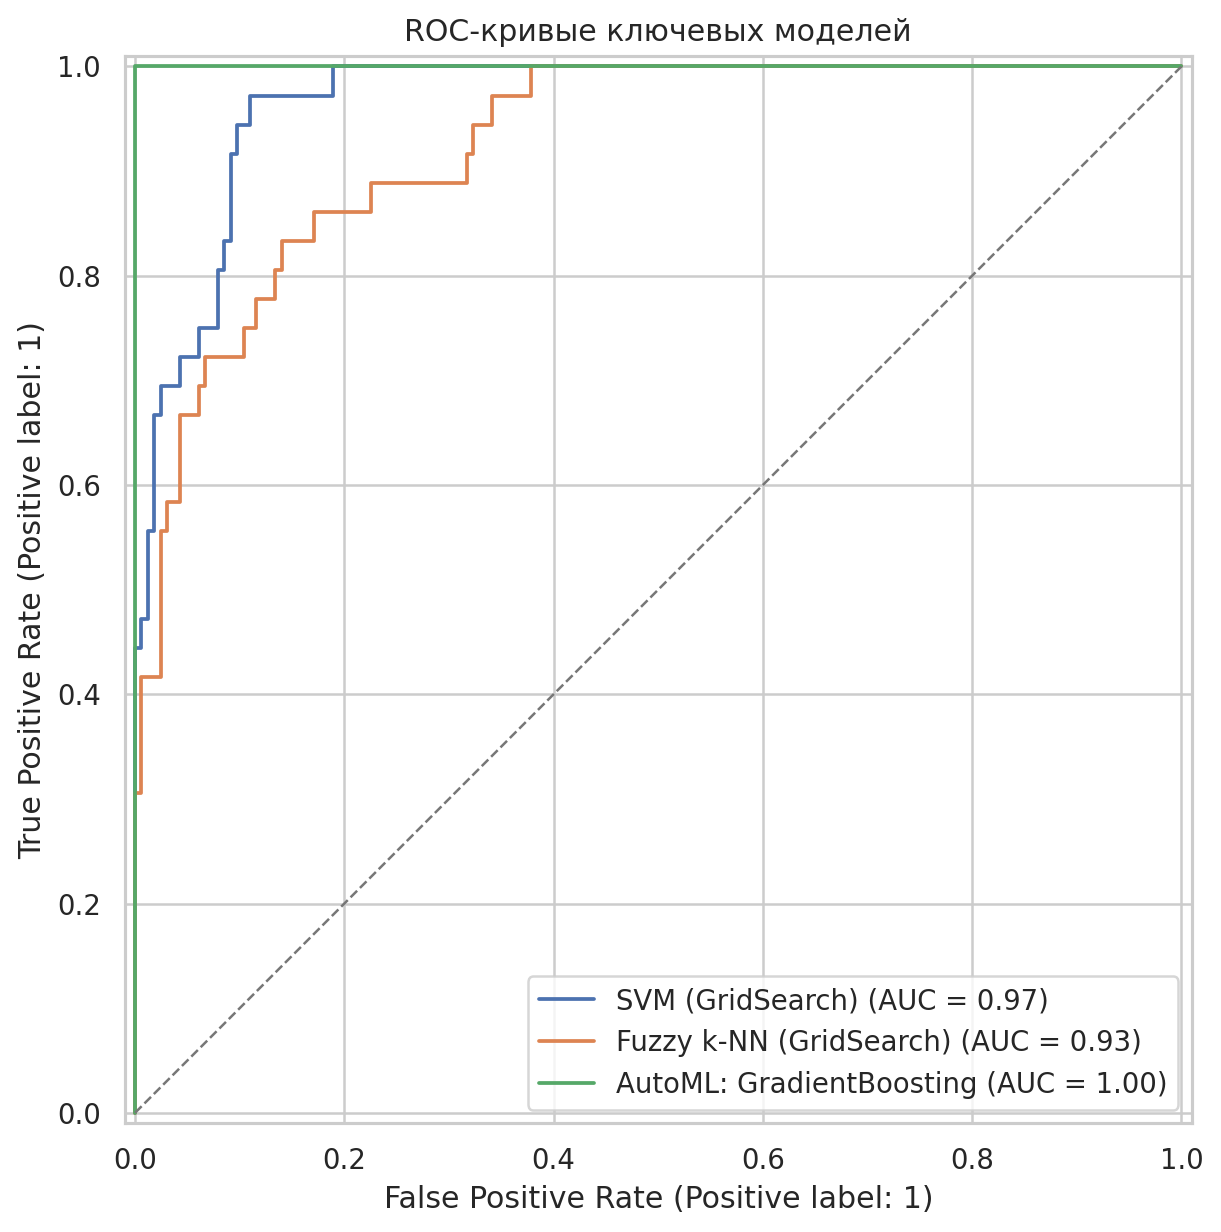 ROC-кривые ключевых моделей
True Positive Rate (Positive label: 1)
1.0
0.8
0.6
0.4
0.2
0.0
SVM (GridSearch) (AUC = 0.97)
Fuzzy k-NN (GridSearch) (AUC = 0.93)
AutoML: GradientBoosting (AUC = 1.00)
0.0 0.2 0.4 0.6 0.8 1.0
False Positive Rate (Positive label: 1)